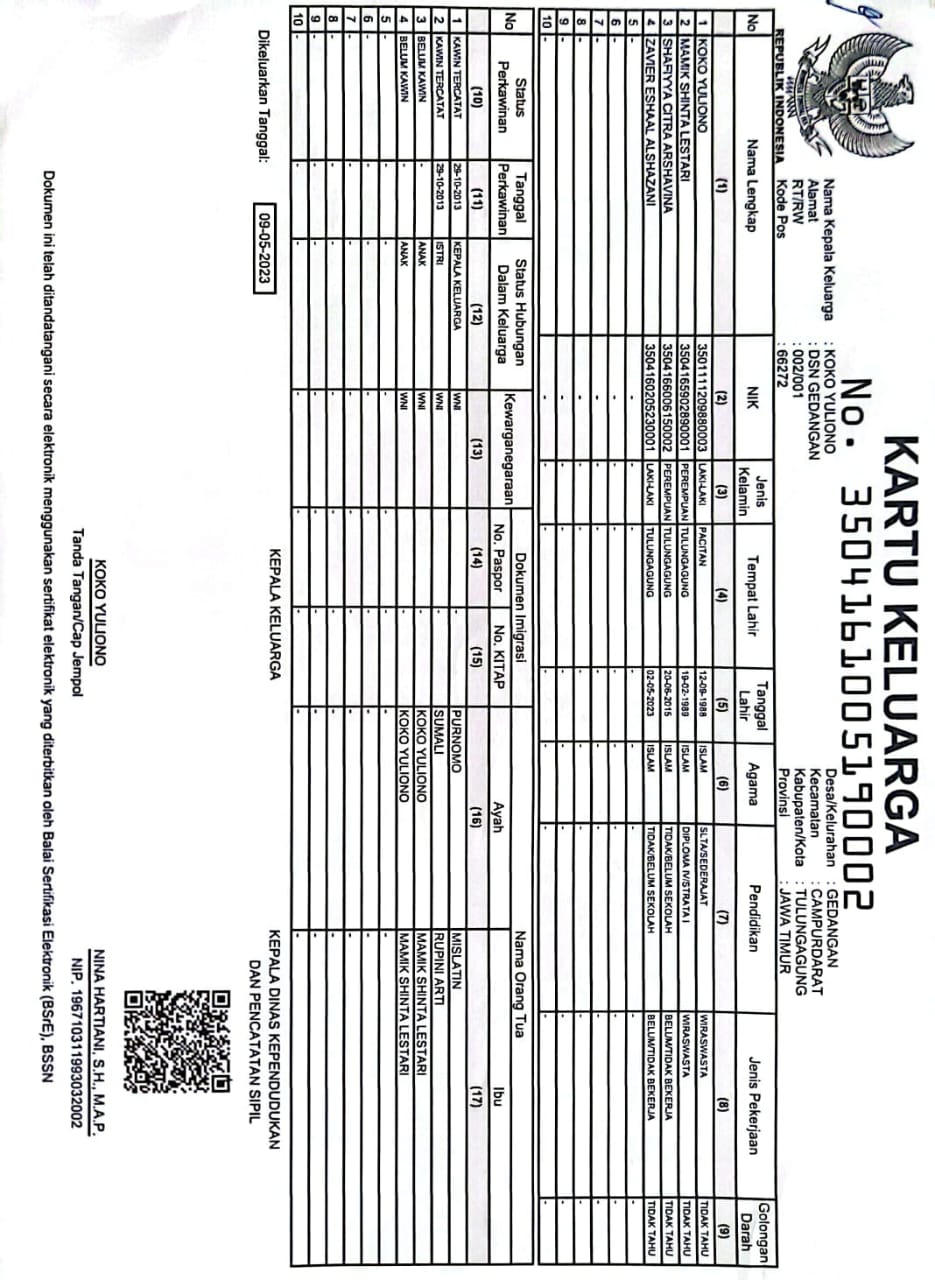 KARTU KELUARGA
No. 3504161005190002
REPUBLIK INDONESIA
Nama Kepala Keluarga : KOKO YULIONO
Alamat : DSN GEDANGAN
RT/RW : 002/001
Kode Pos : 66272
Desa/Kelurahan : GEDANGAN
Kecamatan : CAMPURDARAT
Kabupaten/Kota : TULUNGAGUNG
Provinsi : JAWA TIMUR
No Nama Lengkap NIK Jenis Kelamin Tempat Lahir Tanggal Lahir Agama Pendidikan Jenis Pekerjaan Golongan Darah
(1) (2) (3) (4) (5) (6) (7) (8) (9)
1 KOKO YULIONO 3501111209880003 LAKI-LAKI PACITAN 12-09-1988 ISLAM SLTA/SEDERAJAT WIRASWASTA TIDAK TAHU
2 MAMIK SHINTA LESTARI 3504165902890001 PEREMPUAN TULUNGAGUNG 19-02-1989 ISLAM DIPLOMA IV/STRATA I WIRASWASTA TIDAK TAHU
3 SHAFIYYA CITRA ARSHAVINA 3504166006150002 PEREMPUAN TULUNGAGUNG 20-06-2015 ISLAM TIDAK/BELUM SEKOLAH BELUM/TIDAK BEKERJA TIDAK TAHU
4 ZAVIER ESHAAL ALSHAZANI 3504160205230001 LAKI-LAKI TULUNGAGUNG 02-05-2023 ISLAM TIDAK/BELUM SEKOLAH BELUM/TIDAK BEKERJA TIDAK TAHU
5 - - - - - - - - -
6 - - - - - - - - -
7 - - - - - - - - -
8 - - - - - - - - -
9 - - - - - - - - -
10 - - - - - - - - -
No Status Perkawinan Tanggal Perkawinan Status Hubungan Dalam Keluarga Kewarganegaraan Dokumen Imigrasi Nama Orang Tua
No. Paspor No. KITAP Ayah Ibu
(10) (11) (12) (13) (14) (15) (16) (17)
1 KAWIN TERCATAT 29-10-2013 KEPALA KELUARGA WNI - - PURNOMO MISLATIN
2 KAWIN TERCATAT 29-10-2013 ISTRI WNI - - SUMALI RUPINI ARTI
3 BELUM KAWIN - ANAK WNI - - KOKO YULIONO MAMIK SHINTA LESTARI
4 BELUM KAWIN - ANAK WNI - - KOKO YULIONO MAMIK SHINTA LESTARI
5 - - - - - - - -
6 - - - - - - - -
7 - - - - - - - -
8 - - - - - - - -
9 - - - - - - - -
10 - - - - - - - -
Dikeluarkan Tanggal: 09-05-2023
KEPALA KELUARGA
KOKO YULIONO
Tanda Tangan/Cap Jempol
KEPALA DINAS KEPENDUDUKAN
DAN PENCATATAN SIPIL
NINA HARTIANI, S.H., M.A.P.
NIP. 196710311993032002
Dokumen ini telah ditandatangani secara elektronik menggunakan sertifikat elektronik yang diterbitkan oleh Balai Sertifikasi Elektronik (BSrE), BSSN